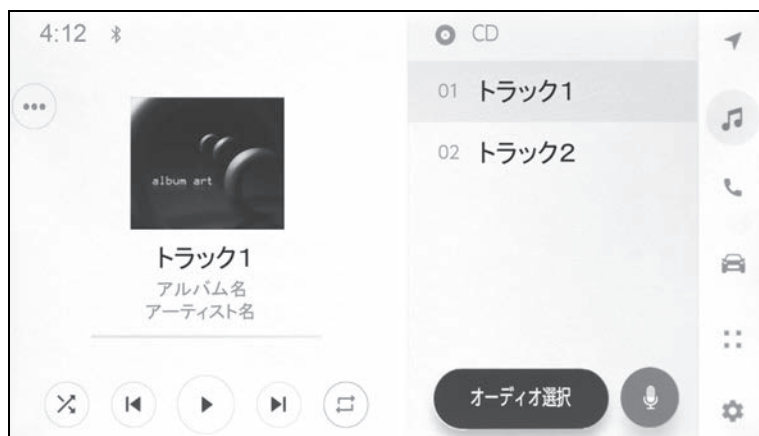 4:12
album art
トラック1
アルバム名
アーティスト名
CD
01 トラック1
02 トラック2
オーディオ選択